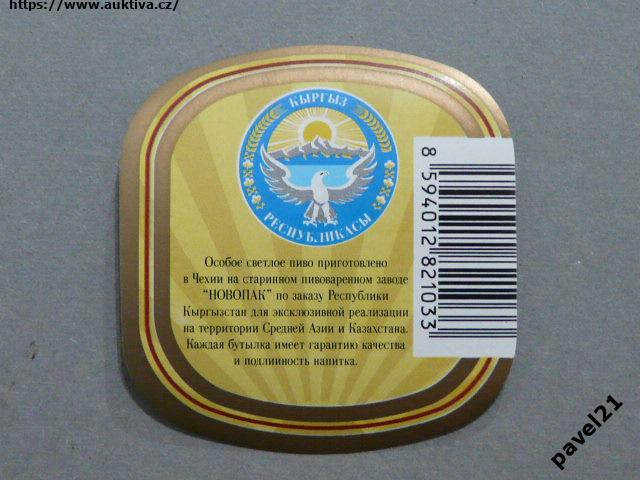 https://www.auktiva.cz/
КЫРГЫЗ
РЕСПУБЛИКАСЫ
Особое светлое пиво приготовлено
в Чехии на старинном пивоваренном заводе
“НОВОПАК” по заказу Республики
Кыргызстан для эксклюзивной реализации
на территории Средней Азии и Казахстана.
Каждая бутылка имеет гарантию качества
и подлииность напитка.
8 594012 821033
pavel21